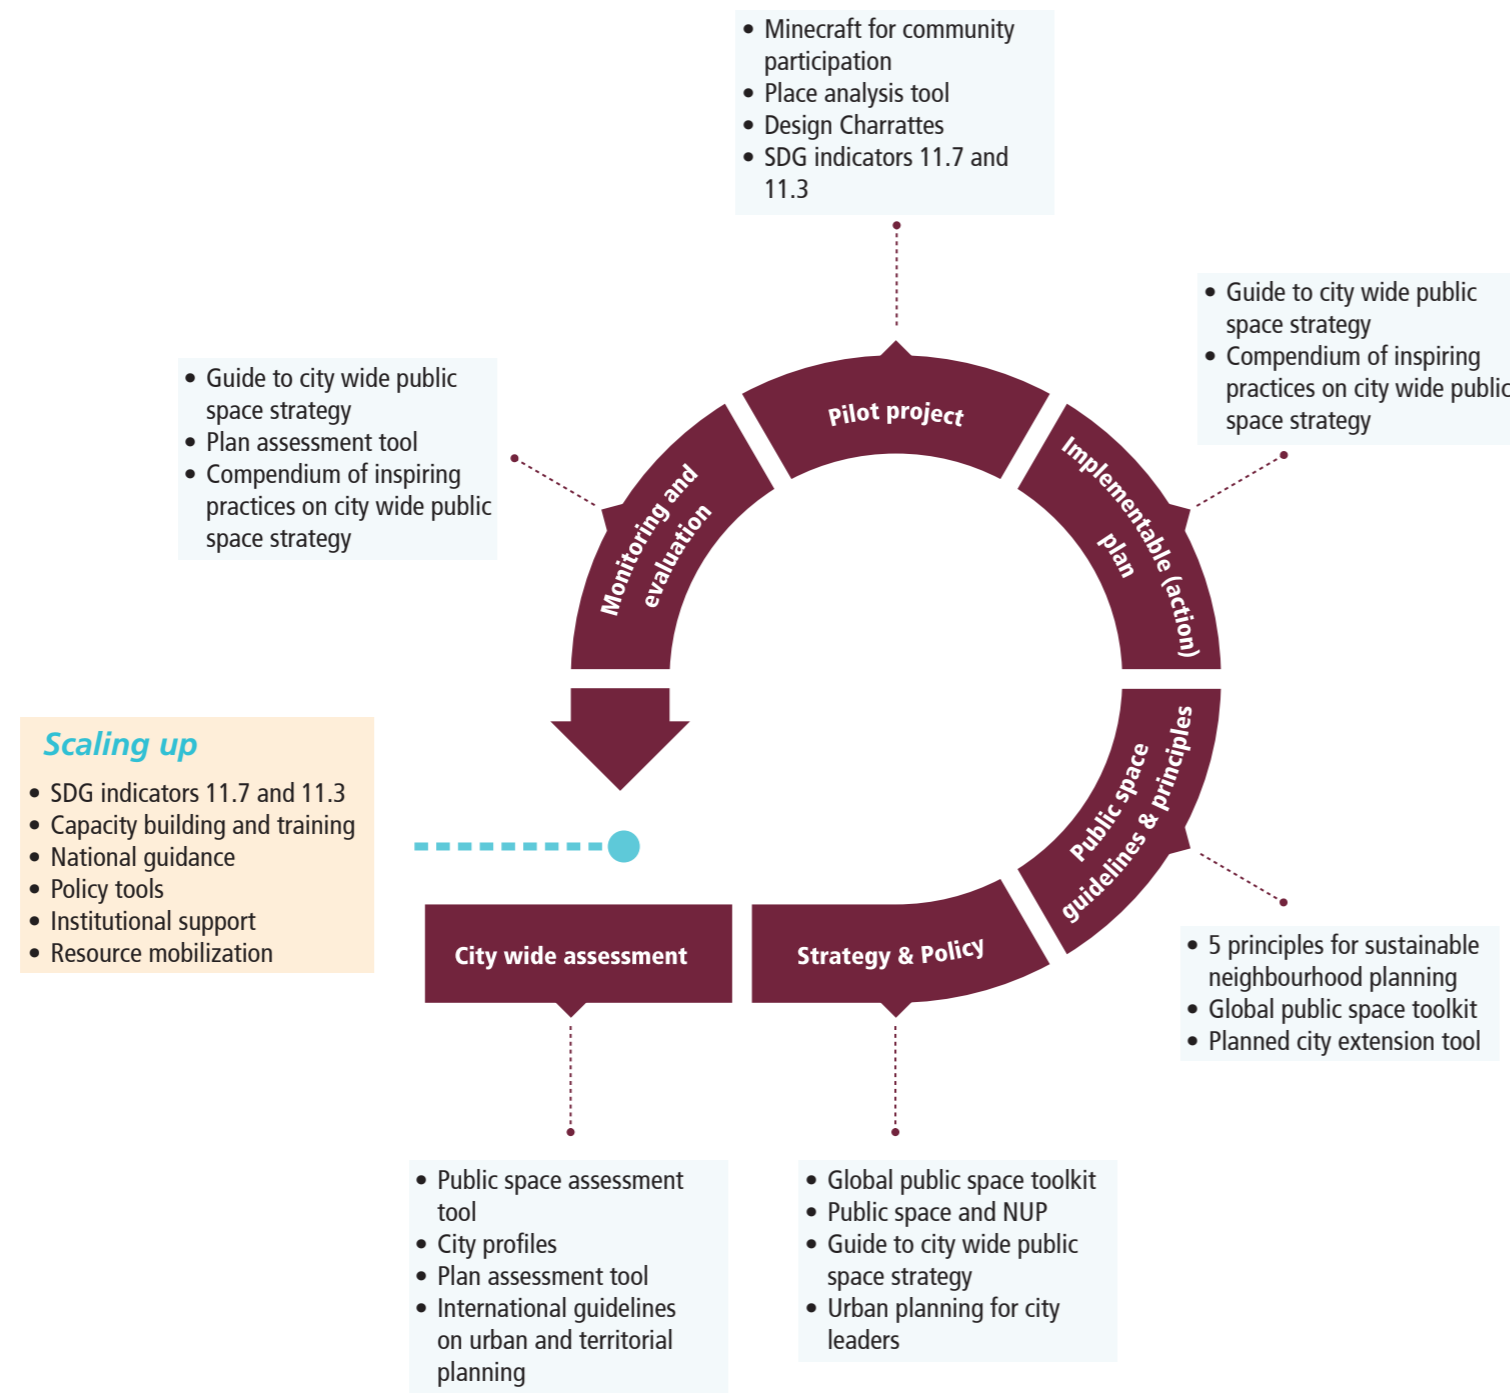 • Minecraft for community
participation
• Place analysis tool
• Design Charrattes
• SDG indicators 11.7 and
11.3
• Guide to city wide public
space strategy
• Compendium of inspiring
practices on city wide public
space strategy
• Guide to city wide public
space strategy
• Plan assessment tool
• Compendium of inspiring
practices on city wide public
space strategy
Pilot project
Implementable (action)
plan
Monitoring and
evaluation
Public space
guidelines & principles
Scaling up
• SDG indicators 11.7 and 11.3
• Capacity building and training
• National guidance
• Policy tools
• Institutional support
• Resource mobilization
City wide assessment
Strategy & Policy
• 5 principles for sustainable
neighbourhood planning
• Global public space toolkit
• Planned city extension tool
• Public space assessment
tool
• City profiles
• Plan assessment tool
• International guidelines
on urban and territorial
planning
• Global public space toolkit
• Public space and NUP
• Guide to city wide public
space strategy
• Urban planning for city
leaders